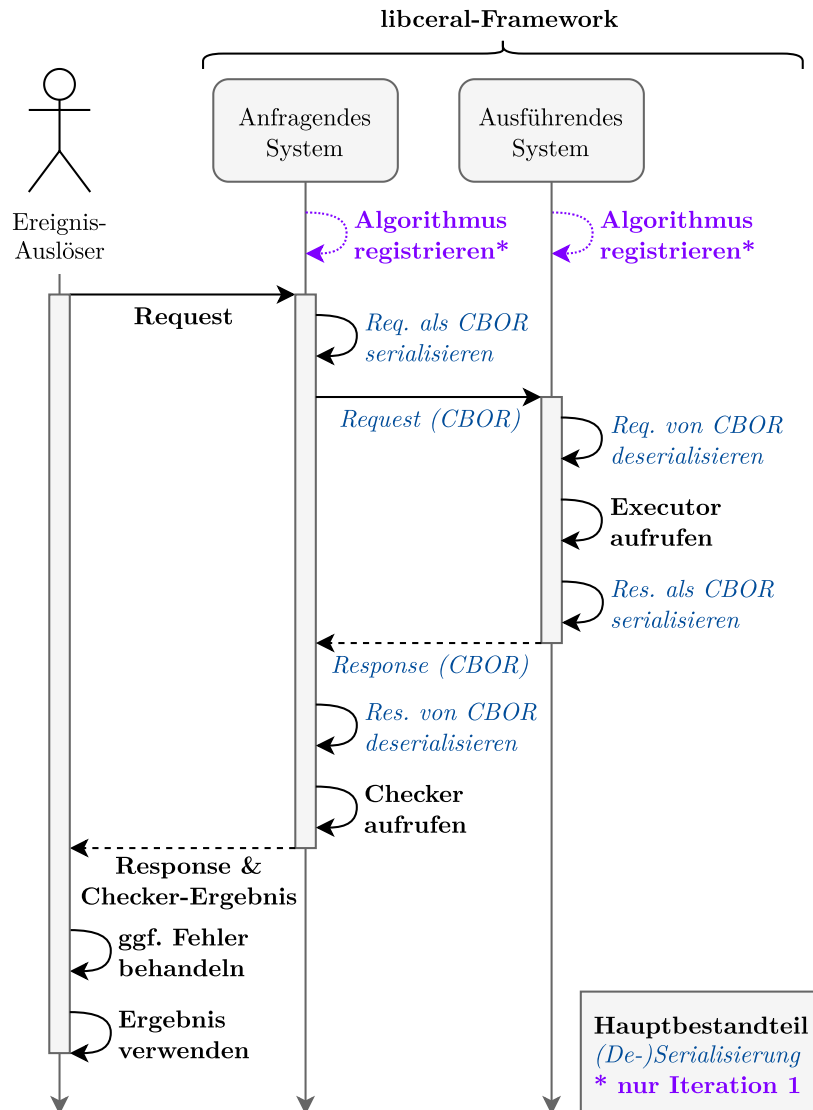 libceral-Framework
Anfragendes
System
Ausführendes
System
Ereignis-
Auslöser
Algorithmus
registrieren*
Algorithmus
registrieren*
Request
Req. als CBOR
serialisieren
Request (CBOR)
Req. von CBOR
deserialisieren
Executor
aufrufen
Res. als CBOR
serialisieren
Response (CBOR)
Res. von CBOR
deserialisieren
Checker
aufrufen
Response &
Checker-Ergebnis
ggf. Fehler
behandeln
Ergebnis
verwenden
Hauptbestandteil
(De-)Serialisierung
* nur Iteration 1